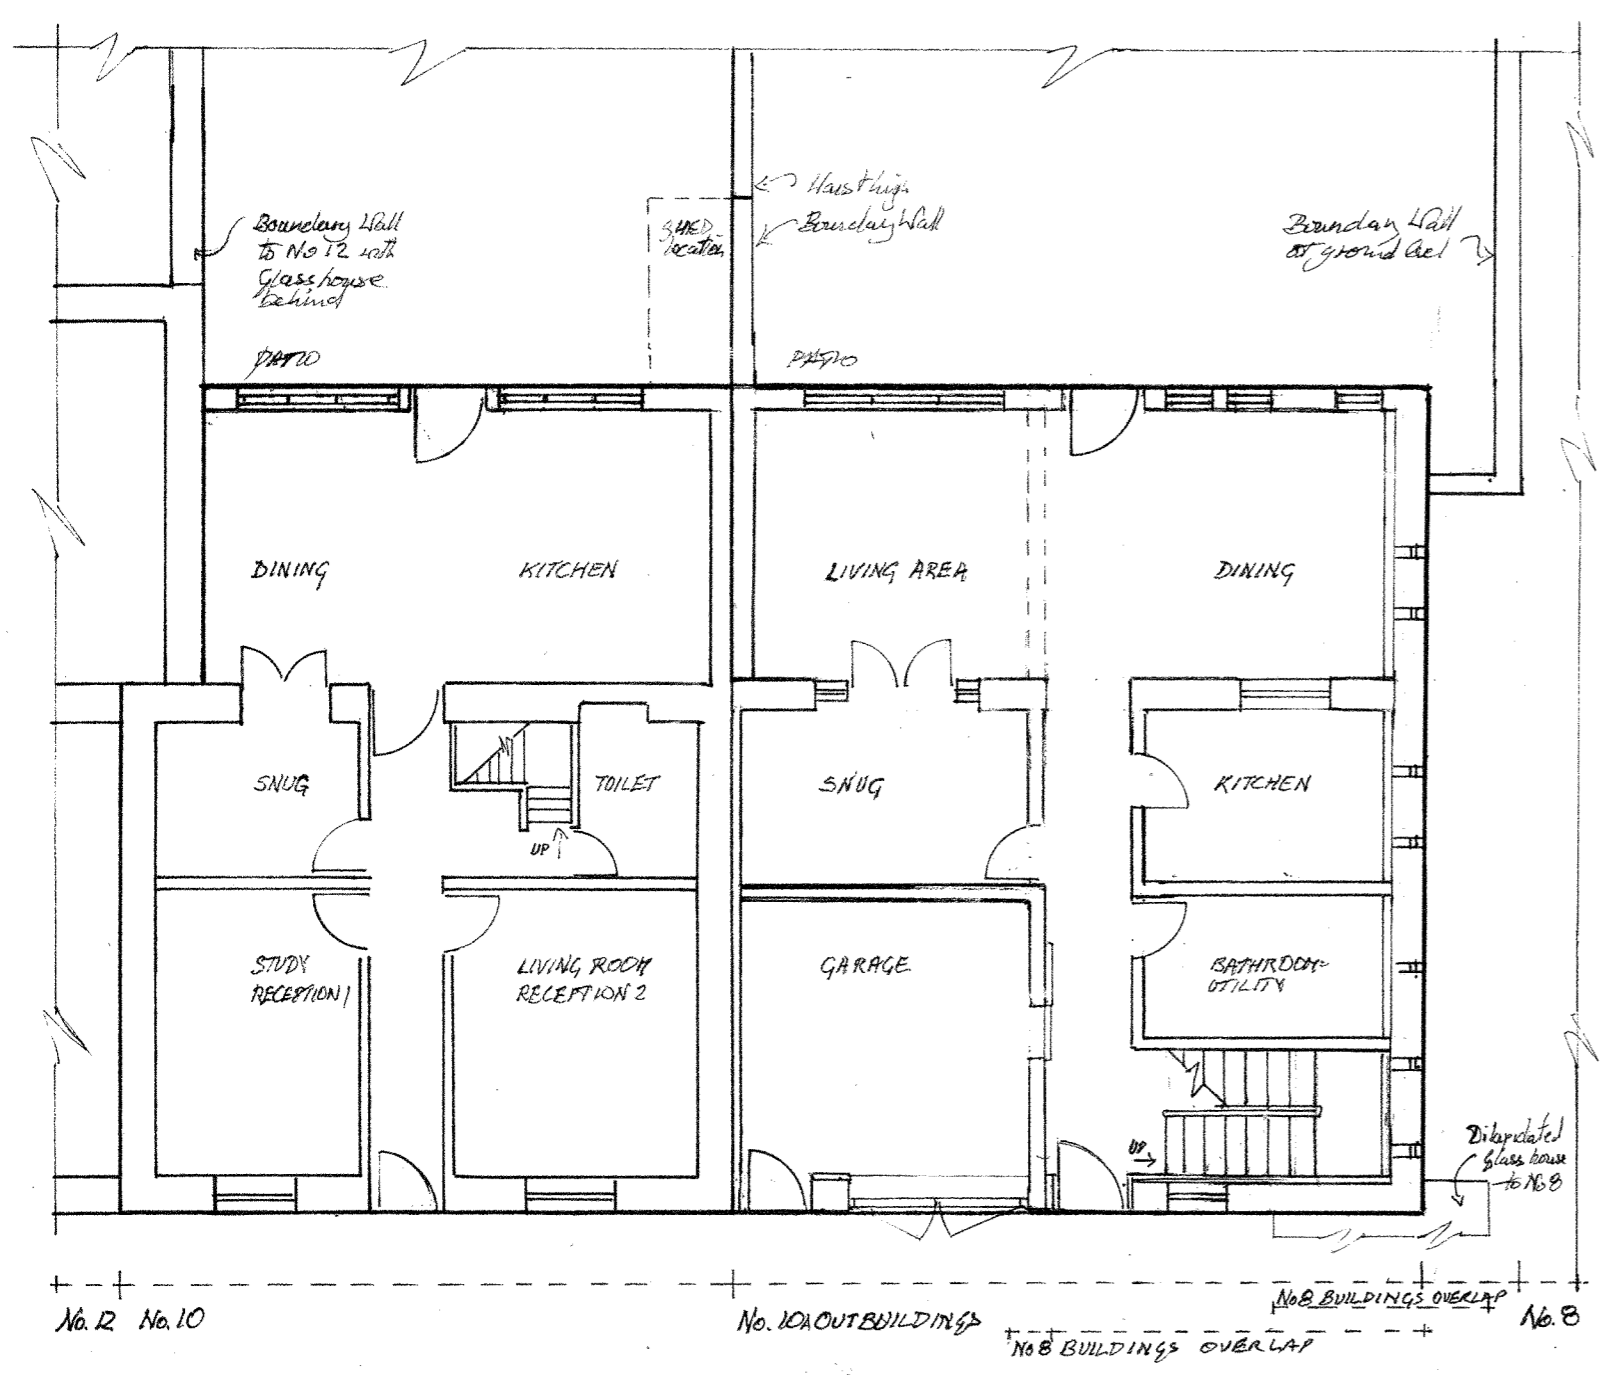 Waist high
Boundary Wall
Boundary Wall
to No 12 with
Glasshouse
behind
SHED
location
Boundary Wall
at ground level
PATIO
PATIO
DINING
KITCHEN
LIVING AREA
DINING
SNUG
TOILET
SNUG
KITCHEN
UP
STUDY
RECEPTION 1
LIVING ROOM
RECEPTION 2
GARAGE
BATHROOM-
UTILITY
UP
Dilapidated
Glass house
to No 8
No. 12
No. 10
No. 10A OUTBUILDINGS
No 8 BUILDINGS OVERLAP
No. 8
No 8 BUILDINGS OVERLAP